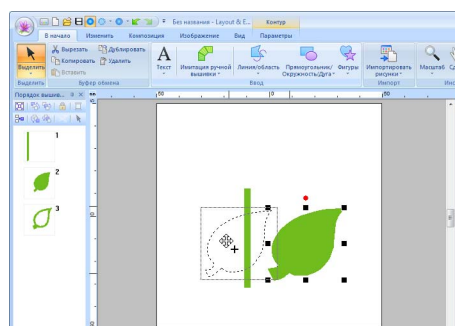 Без названия - Layout & E... Контур
В начало Изменить Композиция Изображение Вид Параметры
Выделить
Вырезать Дублировать
Копировать Удалить
Вставить
Текст
Имитация ручной вышивки
Линия/область
Прямоугольник/ Окружность/Дуга
Фигуры
Импортировать рисунки
Масштаб
Выделить Буфер обмена Ввод Импорт
Порядок вышив...
1
2
3